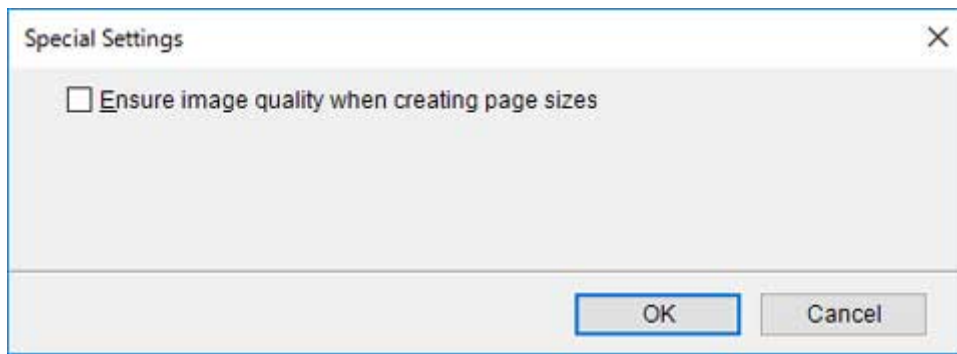 Special Settings
Ensure image quality when creating page sizes
OK
Cancel